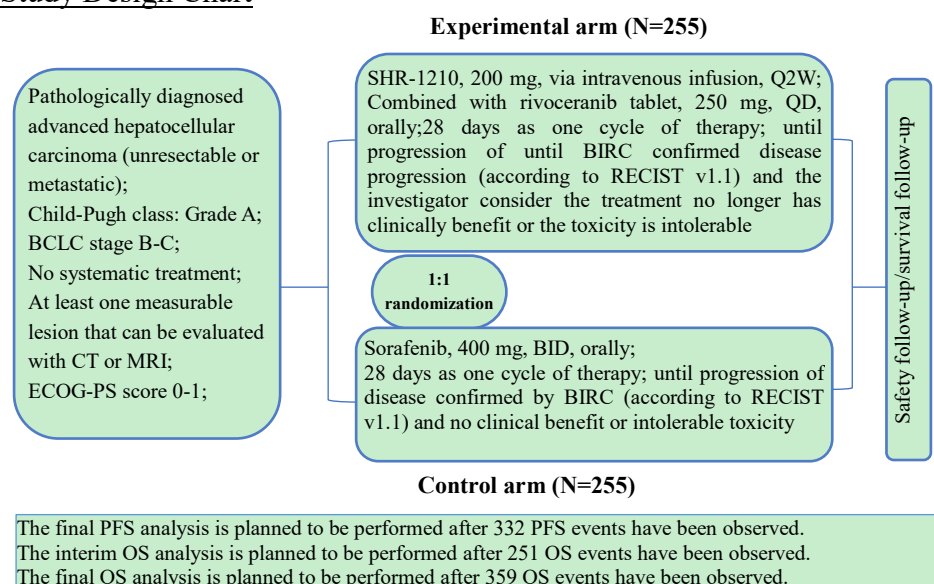 Study Design Chart
Experimental arm (N=255)
Pathologically diagnosed
advanced hepatocellular
carcinoma (unresectable or
metastatic);
Child-Pugh class: Grade A;
BCLC stage B-C;
No systematic treatment;
At least one measurable
lesion that can be evaluated
with CT or MRI;
ECOG-PS score 0-1;
SHR-1210, 200 mg, via intravenous infusion, Q2W;
Combined with rivoceranib tablet, 250 mg, QD,
orally;28 days as one cycle of therapy; until
progression of until BIRC confirmed disease
progression (according to RECIST v1.1) and the
investigator consider the treatment no longer has
clinically benefit or the toxicity is intolerable
1:1
randomization
Sorafenib, 400 mg, BID, orally;
28 days as one cycle of therapy; until progression of
disease confirmed by BIRC (according to RECIST
v1.1) and no clinical benefit or intolerable toxicity
Safety follow-up/survival follow-up
Control arm (N=255)
The final PFS analysis is planned to be performed after 332 PFS events have been observed.
The interim OS analysis is planned to be performed after 251 OS events have been observed.
The final OS analysis is planned to be performed after 359 OS events have been observed.